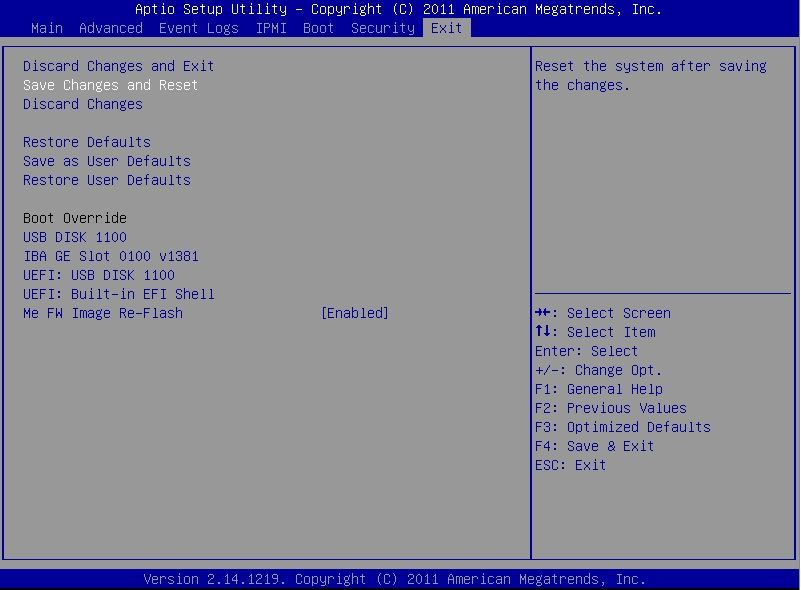 Aptio Setup Utility – Copyright (C) 2011 American Megatrends, Inc.
Main Advanced Event Logs IPMI Boot Security Exit
Discard Changes and Exit
Save Changes and Reset
Discard Changes
Restore Defaults
Save as User Defaults
Restore User Defaults
Boot Override
USB DISK 1100
IBA GE Slot 0100 v1381
UEFI: USB DISK 1100
UEFI: Built-in EFI Shell
Me FW Image Re-Flash [Enabled]
Reset the system after saving
the changes.
→←: Select Screen
↑↓: Select Item
Enter: Select
+/-: Change Opt.
F1: General Help
F2: Previous Values
F3: Optimized Defaults
F4: Save & Exit
ESC: Exit
Version 2.14.1219. Copyright (C) 2011 American Megatrends, Inc.